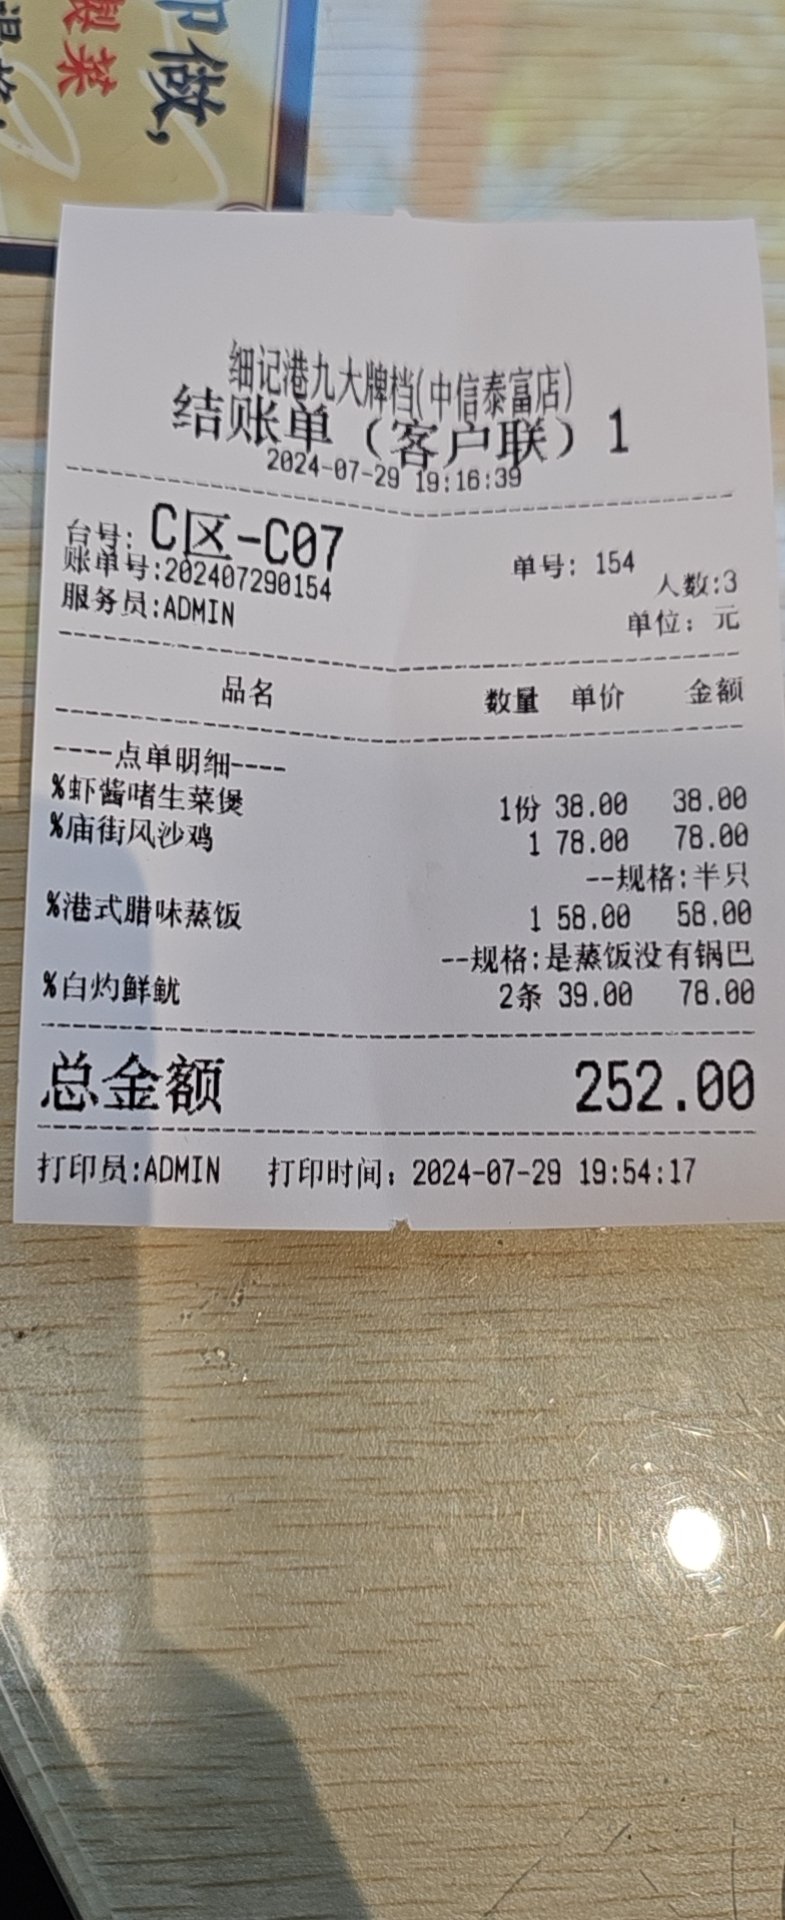 即做,
梨菜
细记港九大牌档(中信泰富店)
结账单（客户联）1
2024-07-29 19:16:39
台号: C区-C07
单号: 154
账单号:202407290154
人数:3
服务员:ADMIN
单位: 元
品名 数量 单价 金额
----点单明细----
%虾酱啫生菜煲 1份 38.00 38.00
%庙街风沙鸡 1 78.00 78.00
--规格:半只
%港式腊味蒸饭 1 58.00 58.00
--规格:是蒸饭没有锅巴
%白灼鲜鱿 2条 39.00 78.00
总金额 252.00
打印员:ADMIN 打印时间: 2024-07-29 19:54:17